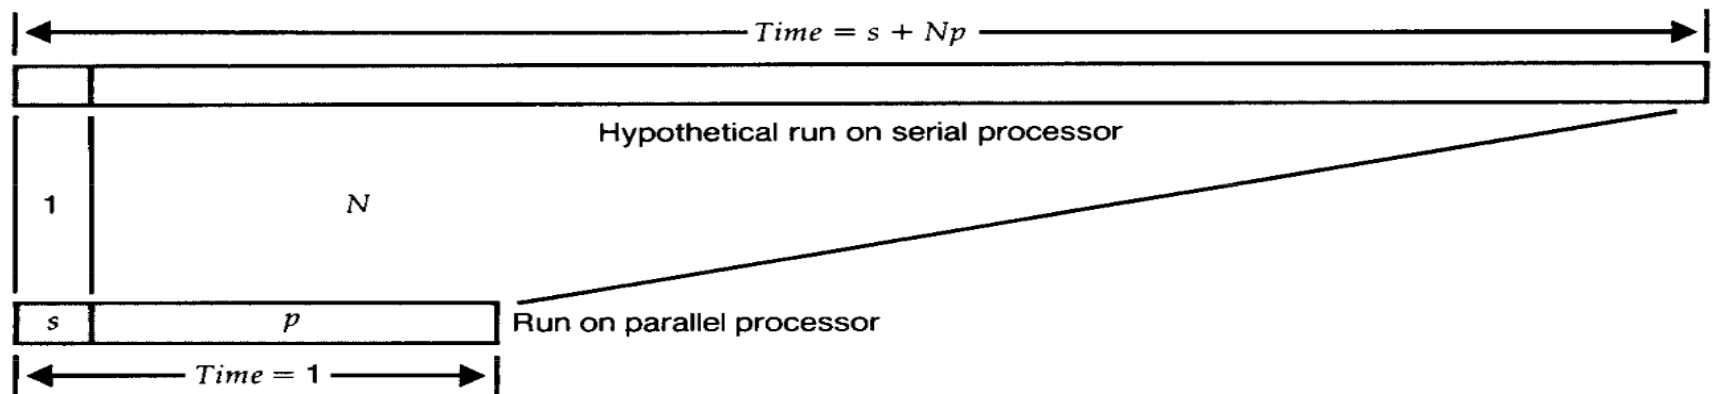 Time = s + Np
Hypothetical run on serial processor
1 N
s p Run on parallel processor
Time = 1